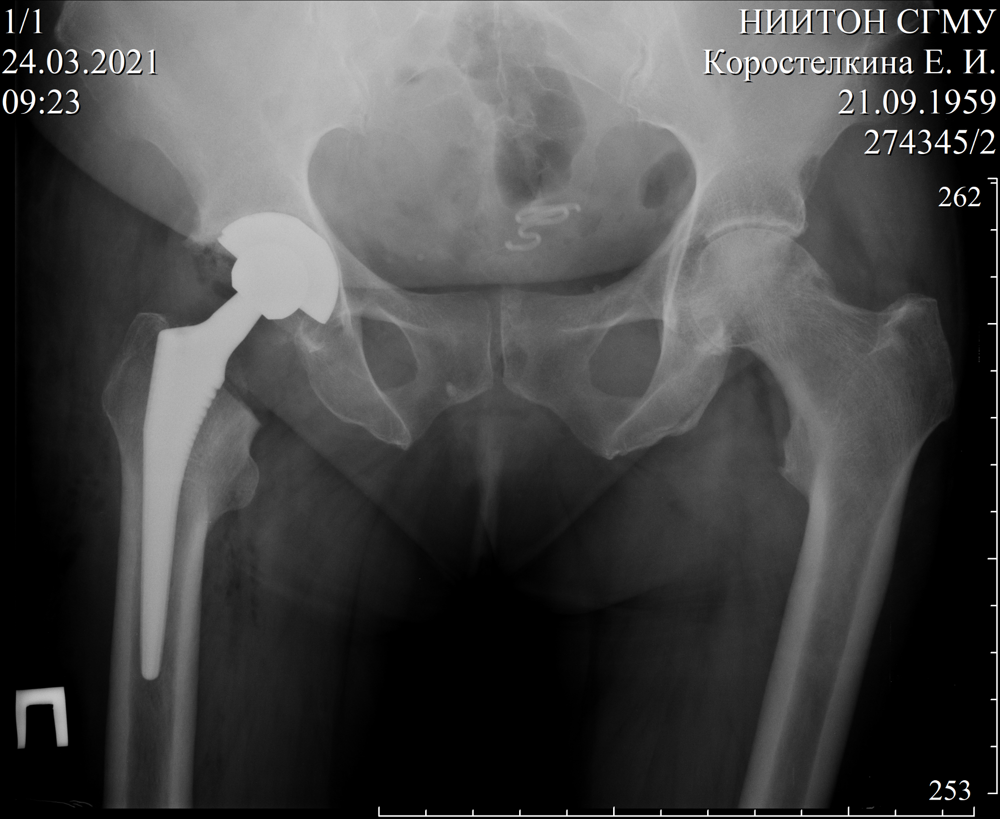 1/1
24.03.2021
09:23
НИИТОН СГМУ
Коростелкина Е. И.
21.09.1959
274345/2
262
П
253